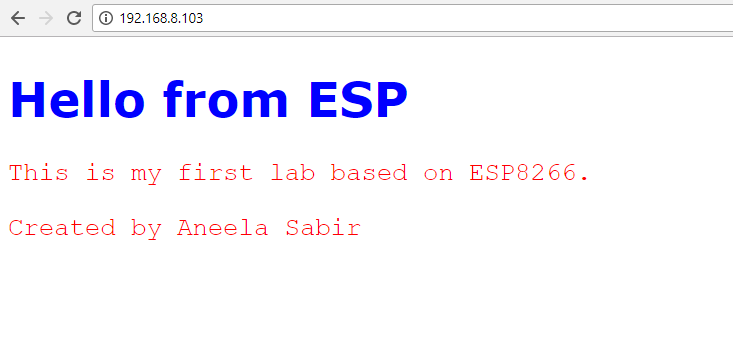 192.168.8.103
Hello from ESP
This is my first lab based on ESP8266.
Created by Aneela Sabir